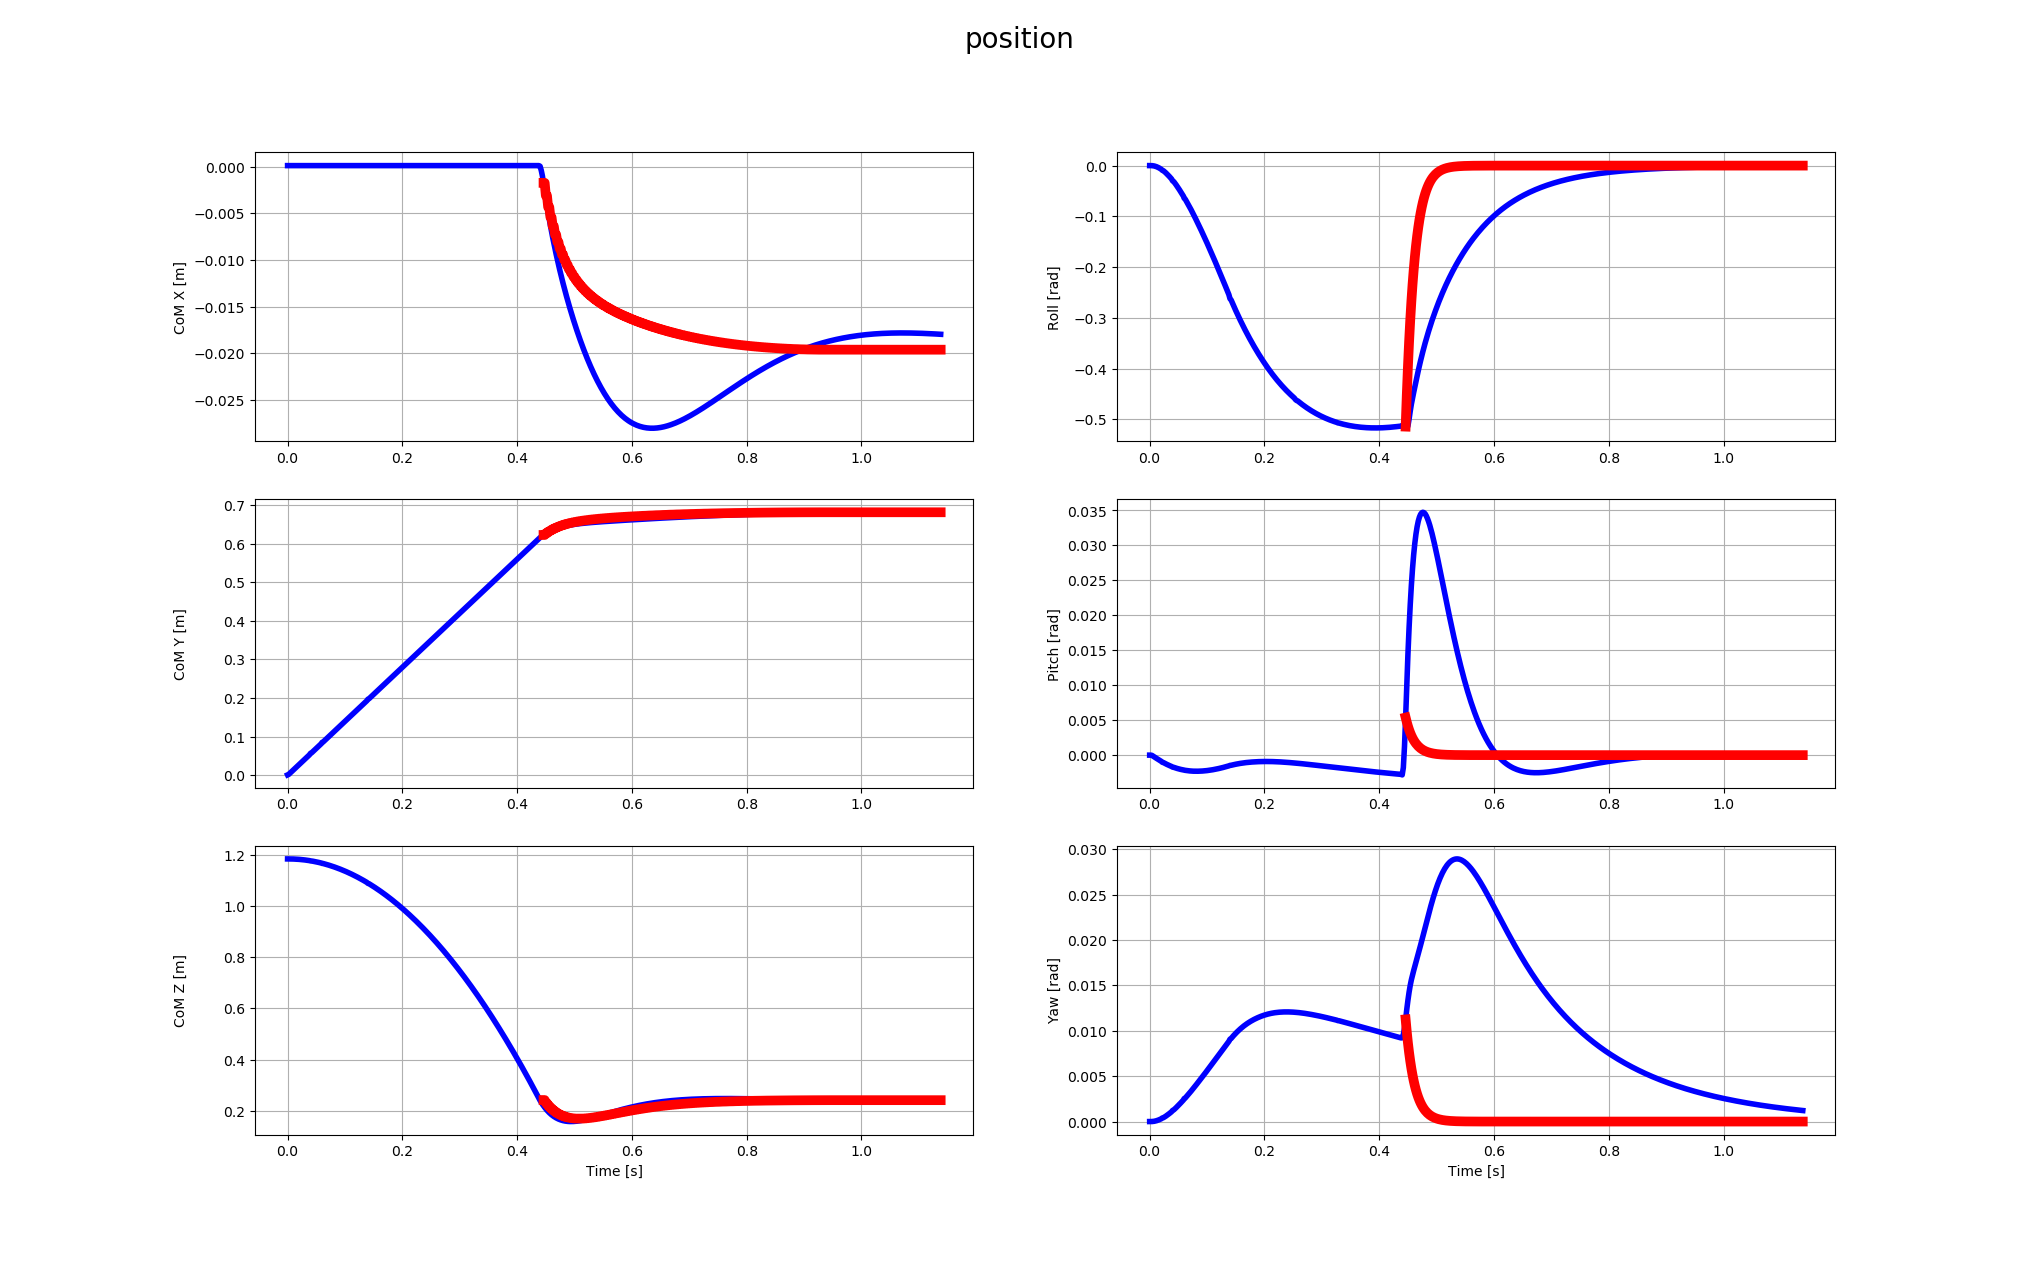 position
0.000
−0.005
−0.010
−0.015
−0.020
−0.025
CoM X [m]
0.0 0.2 0.4 0.6 0.8 1.0
0.0
−0.1
−0.2
−0.3
−0.4
−0.5
Roll [rad]
0.0 0.2 0.4 0.6 0.8 1.0
0.7
0.6
0.5
0.4
0.3
0.2
0.1
0.0
CoM Y [m]
0.0 0.2 0.4 0.6 0.8 1.0
0.035
0.030
0.025
0.020
0.015
0.010
0.005
0.000
Pitch [rad]
0.0 0.2 0.4 0.6 0.8 1.0
1.2
1.0
0.8
0.6
0.4
0.2
CoM Z [m]
0.0 0.2 0.4 0.6 0.8 1.0
Time [s]
0.030
0.025
0.020
0.015
0.010
0.005
0.000
Yaw [rad]
0.0 0.2 0.4 0.6 0.8 1.0
Time [s]